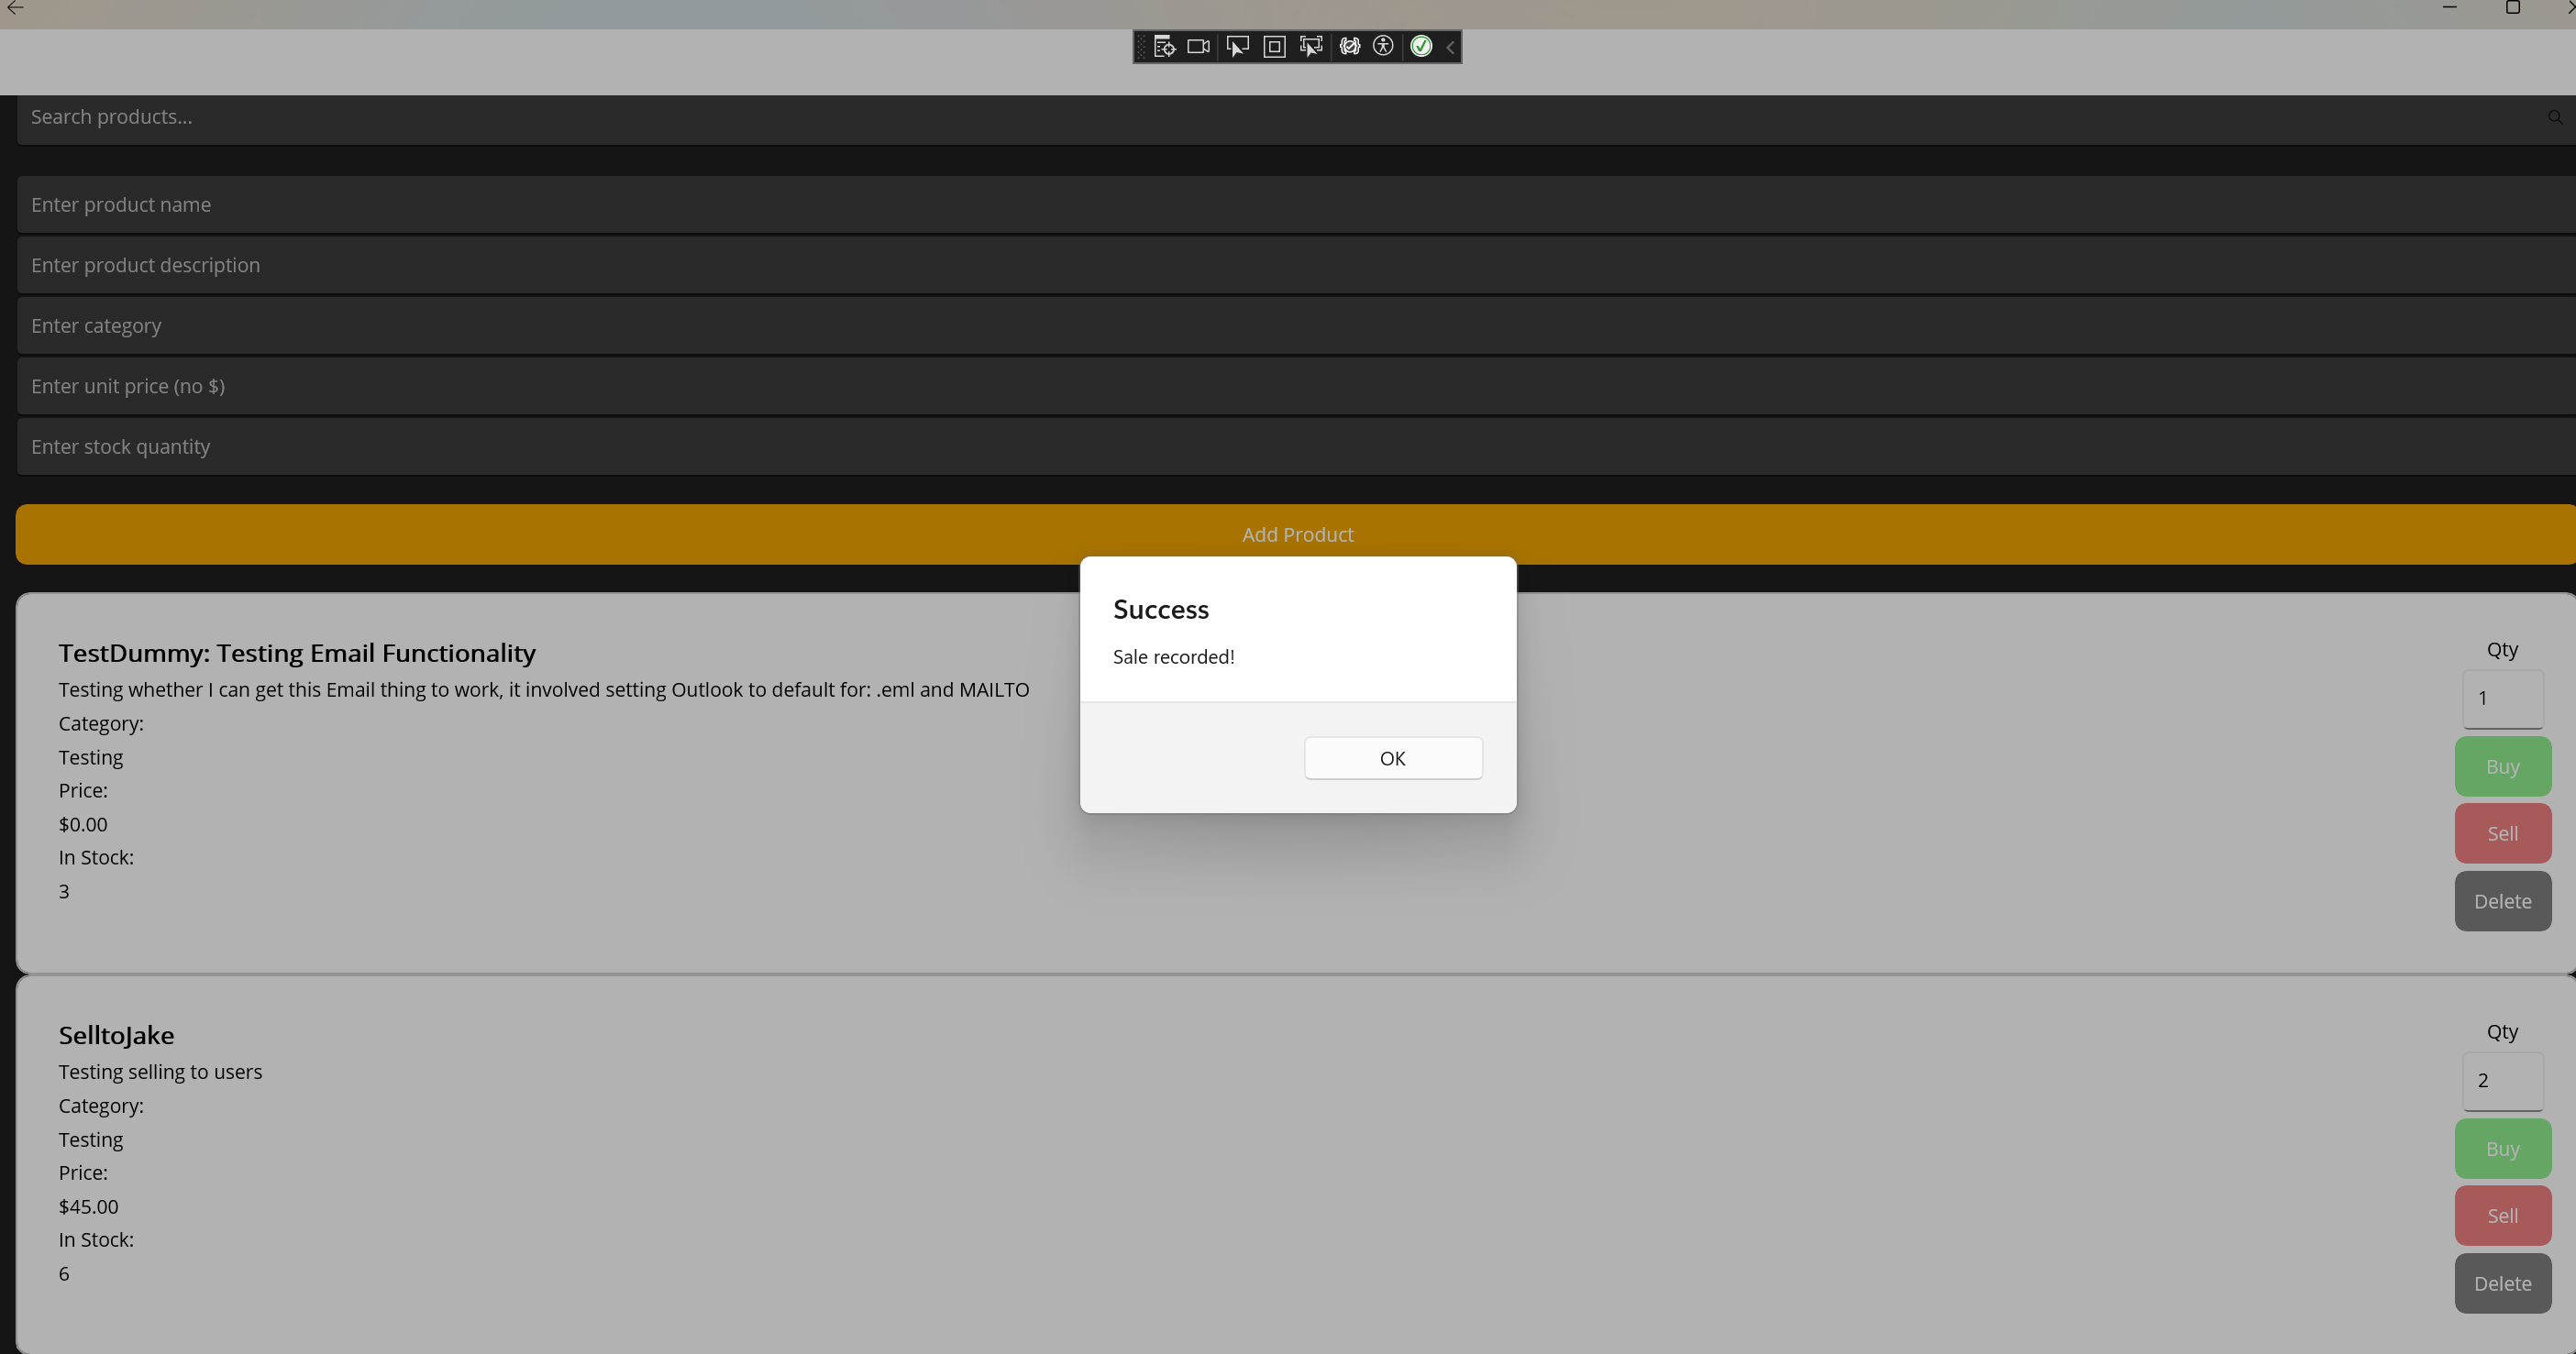 Search products...
Enter product name
Enter product description
Enter category
Enter unit price (no $)
Enter stock quantity
Add Product
Success
Sale recorded!
OK
TestDummy: Testing Email Functionality
Testing whether I can get this Email thing to work, it involved setting Outlook to default for: .eml and MAILTO
Category:
Testing
Price:
$0.00
In Stock:
3
Qty
1
Buy
Sell
Delete
SelltoJake
Testing selling to users
Category:
Testing
Price:
$45.00
In Stock:
6
Qty
2
Buy
Sell
Delete